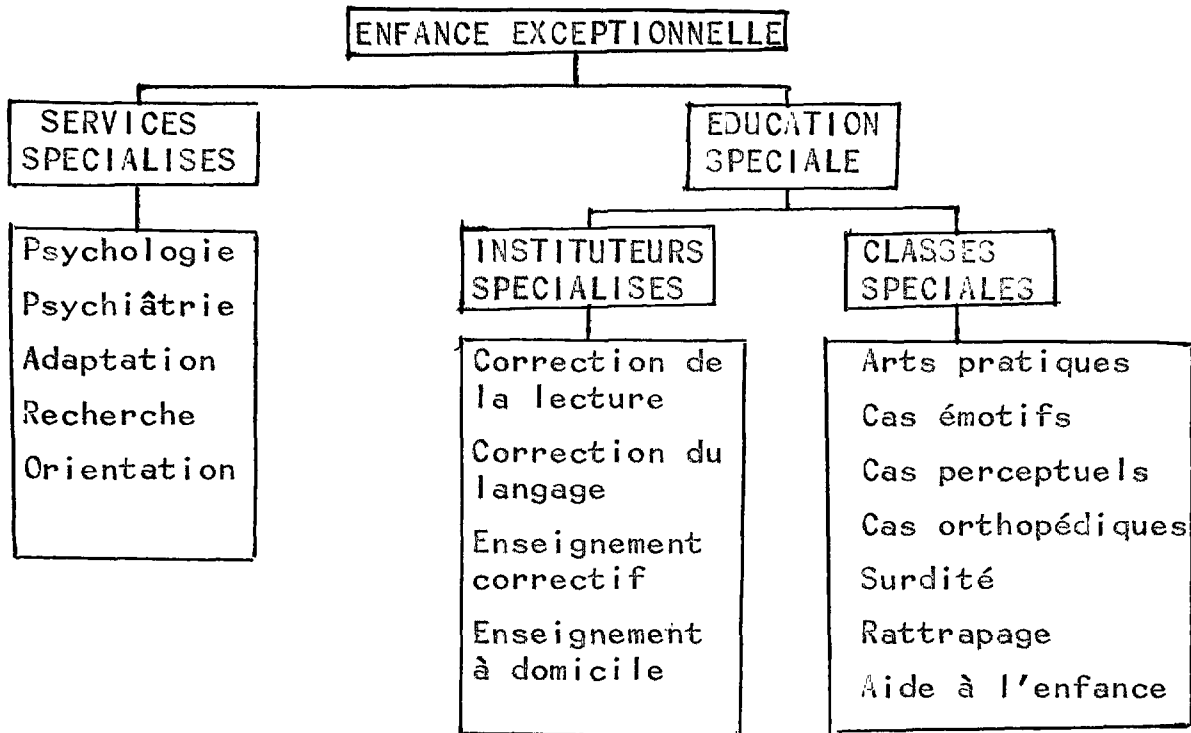 ENFANCE EXCEPTIONNELLE
SERVICES
SPECIALISES
Psychologie
Psychiâtrie
Adaptation
Recherche
Orientation
EDUCATION
SPECIALE
INSTITUTEURS
SPECIALISES
Correction de
la lecture
Correction du
langage
Enseignement
correctif
Enseignement
à domicile
CLASSES
SPECIALES
Arts pratiques
Cas émotifs
Cas perceptuels
Cas orthopédiques
Surdité
Rattrapage
Aide à l'enfance